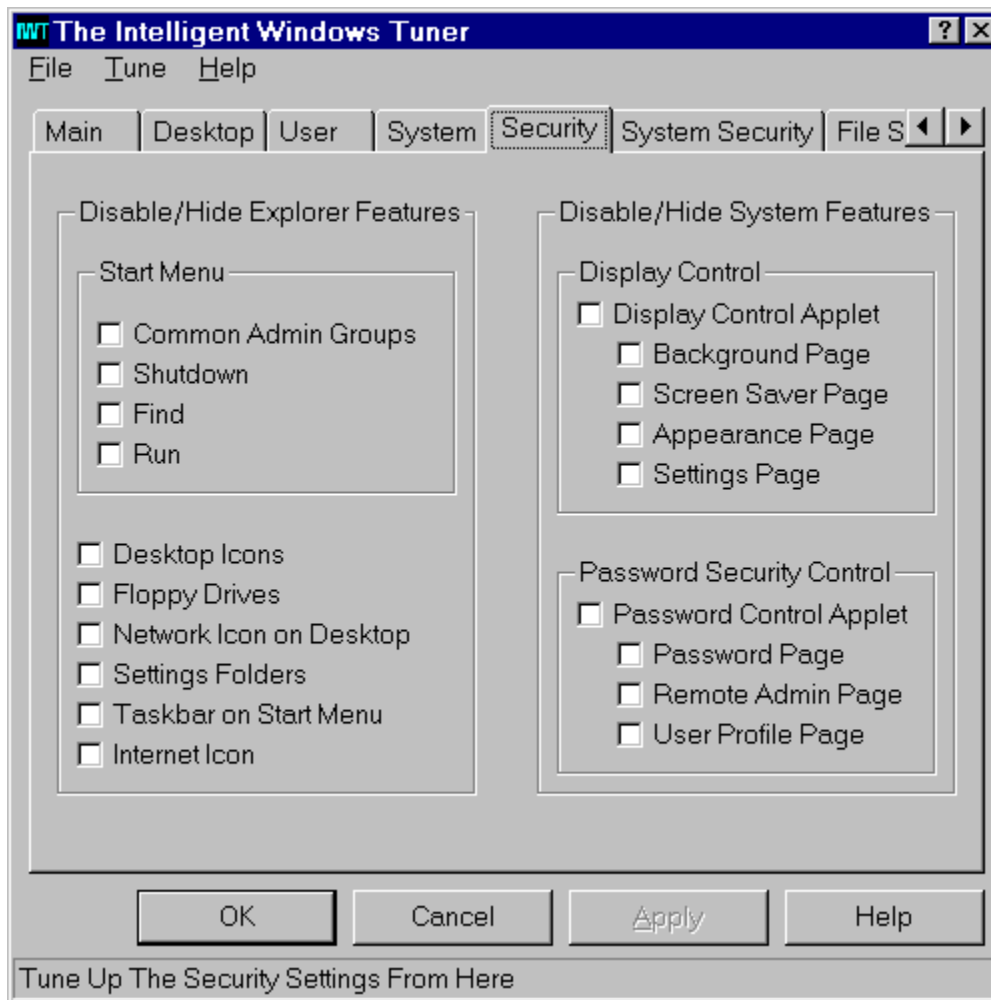 IWT The Intelligent Windows Tuner ? X
File Tune Help
Main Desktop User System Security System Security File S
Disable/Hide Explorer Features
Start Menu
Common Admin Groups
Shutdown
Find
Run
Desktop Icons
Floppy Drives
Network Icon on Desktop
Settings Folders
Taskbar on Start Menu
Internet Icon
Disable/Hide System Features
Display Control
Display Control Applet
Background Page
Screen Saver Page
Appearance Page
Settings Page
Password Security Control
Password Control Applet
Password Page
Remote Admin Page
User Profile Page
OK Cancel Apply Help
Tune Up The Security Settings From Here